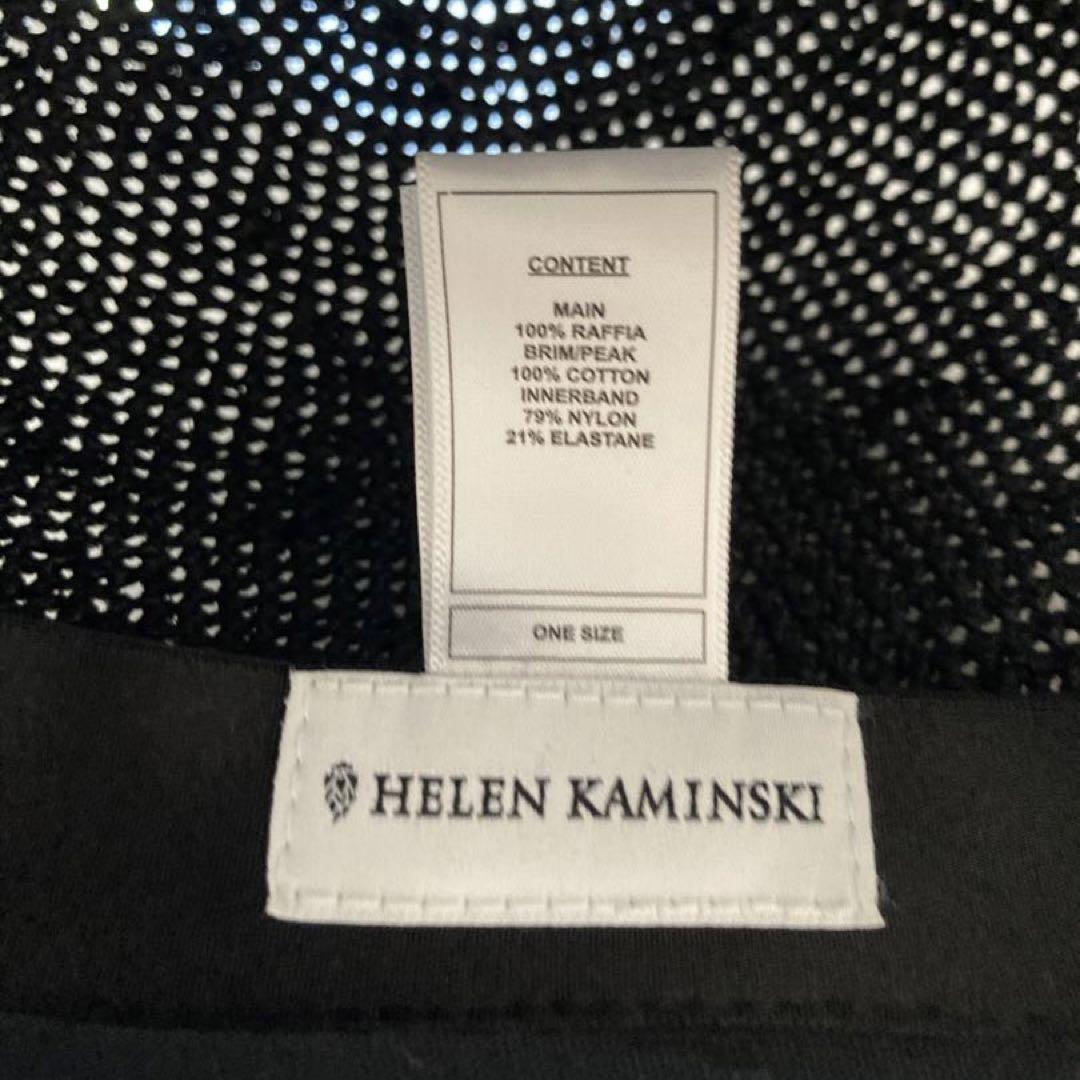 CONTENT
MAIN
100% RAFFIA
BRIM/PEAK
100% COTTON
INNERBAND
79% NYLON
21% ELASTANE
ONE SIZE
HELEN KAMINSKI